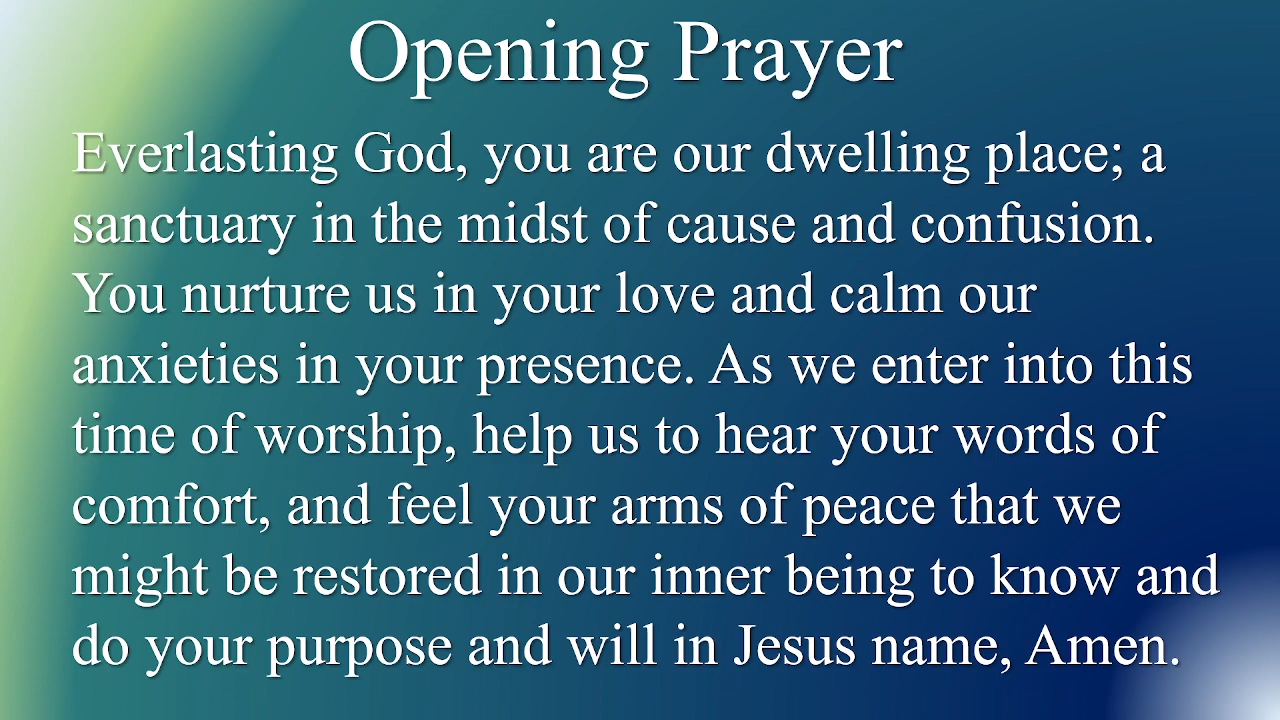 Opening Prayer
Everlasting God, you are our dwelling place; a
sanctuary in the midst of cause and confusion.
You nurture us in your love and calm our
anxieties in your presence. As we enter into this
time of worship, help us to hear your words of
comfort, and feel your arms of peace that we
might be restored in our inner being to know and
do your purpose and will in Jesus name, Amen.